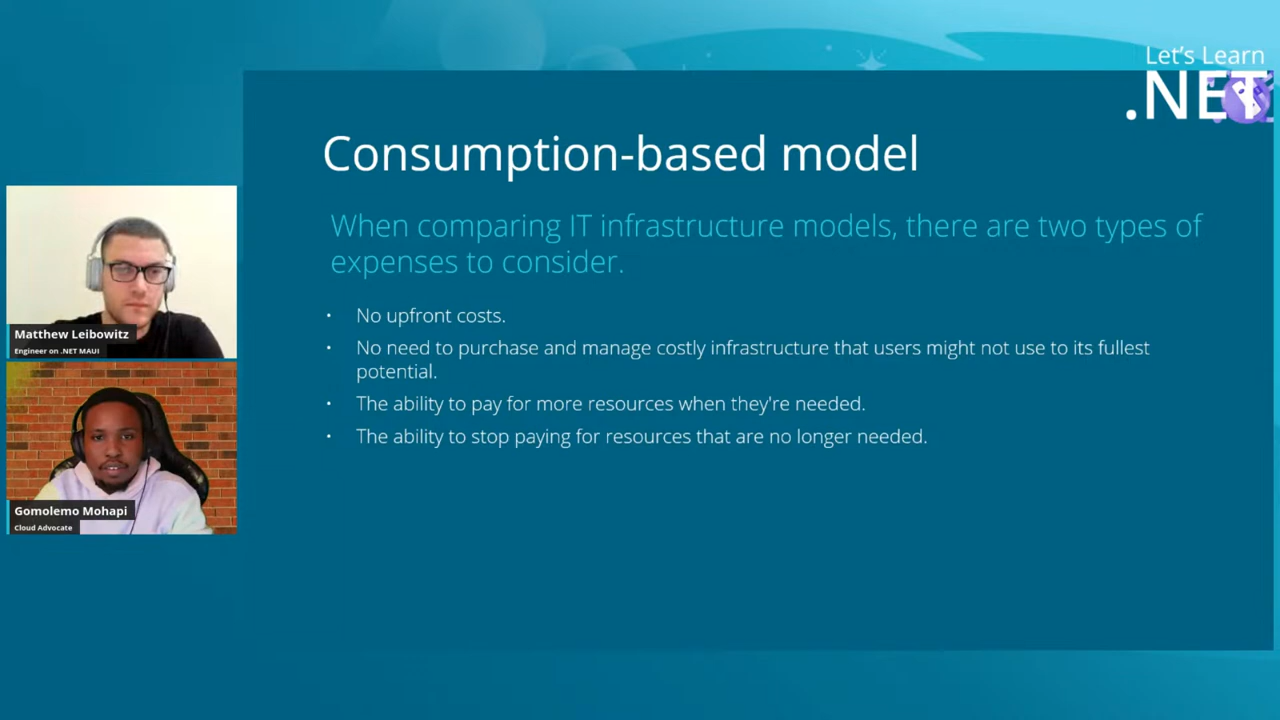 Let's Learn
.NET
Consumption-based model
When comparing IT infrastructure models, there are two types of
expenses to consider.
• No upfront costs.
• No need to purchase and manage costly infrastructure that users might not use to its fullest
potential.
• The ability to pay for more resources when they're needed.
• The ability to stop paying for resources that are no longer needed.
Matthew Leibowitz
Engineer on .NET MAUI
Gomolemo Mohapi
Cloud Advocate